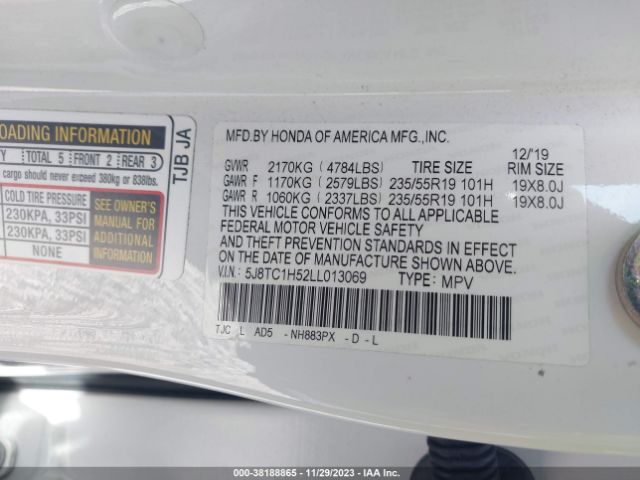 OADING INFORMATION
Y TOTAL 5 FRONT 2 REAR 3
cargo should never exceed 380kg or 838lbs.
COLD TIRE PRESSURE
230KPA, 33PSI
230KPA, 33PSI
NONE
SEE OWNER'S
MANUAL FOR
ADDITIONAL
INFORMATION
TJB JA
MFD.BY HONDA OF AMERICA MFG.,INC.
12/'19
GVWR 2170KG ( 4784LBS) TIRE SIZE RIM SIZE
GAWR F 1170KG ( 2579LBS) 235/55R19 101H 19X8.0J
GAWR R 1060KG ( 2337LBS) 235/55R19 101H 19X8.0J
THIS VEHICLE CONFORMS TO ALL APPLICABLE
FEDERAL MOTOR VEHICLE SAFETY
AND THEFT PREVENTION STANDARDS IN EFFECT
ON THE DATE OF MANUFACTURE SHOWN ABOVE.
V.I.N: 5J8TC1H52LL013069 TYPE: MPV
TJC L AD5 -NH883PX -D -L
000-38188865 - 11/29/2023 - IAA Inc.